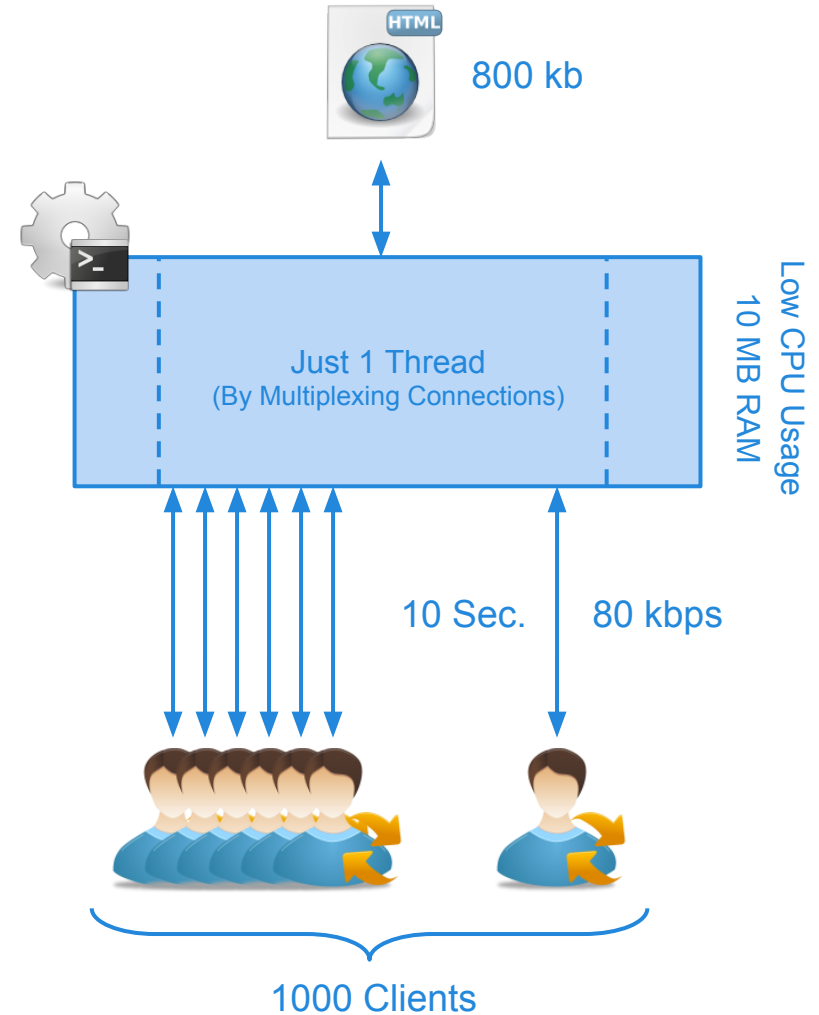 HTML
800 kb
>_
Just 1 Thread
(By Multiplexing Connections)
Low CPU Usage
10 MB RAM
10 Sec.
80 kbps
1000 Clients